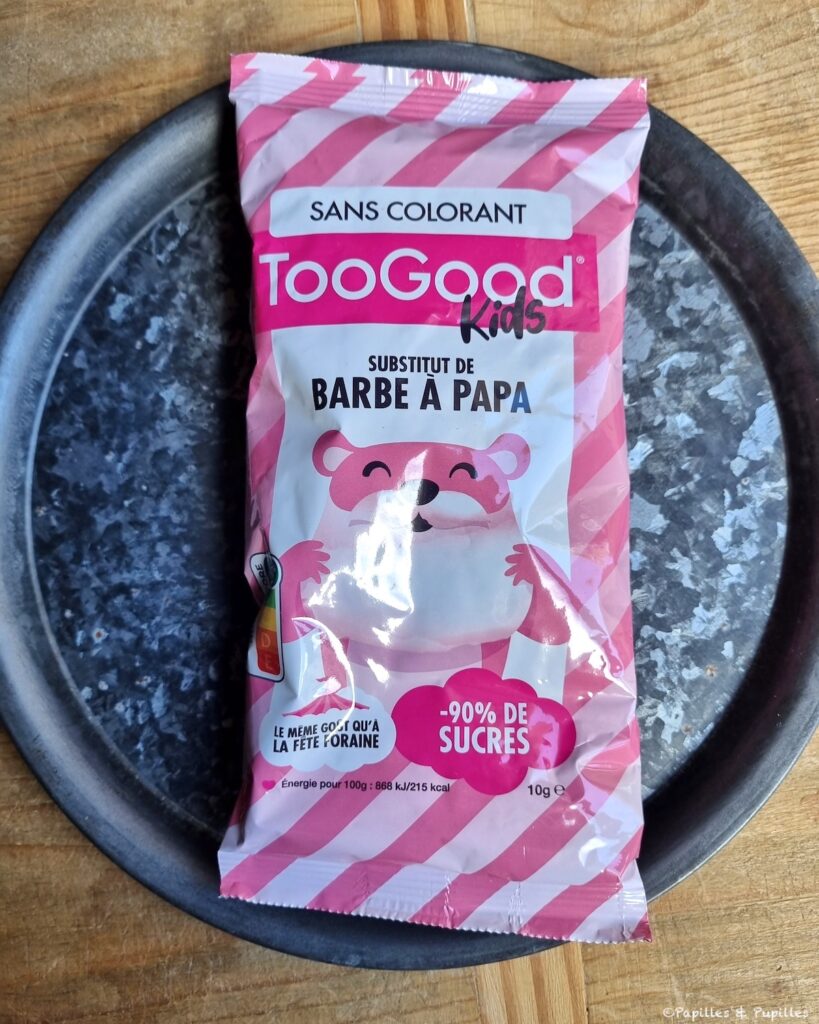 SANS COLORANT
TooGood®
Kids
SUBSTITUT DE
BARBE À PAPA
D
E
LE MÊME GOÛT QU'À
LA FÊTE FORAINE
-90% DE
SUCRES
Énergie pour 100g : 868 kJ/215 kcal
10g ℮
©Papilles & Pupilles